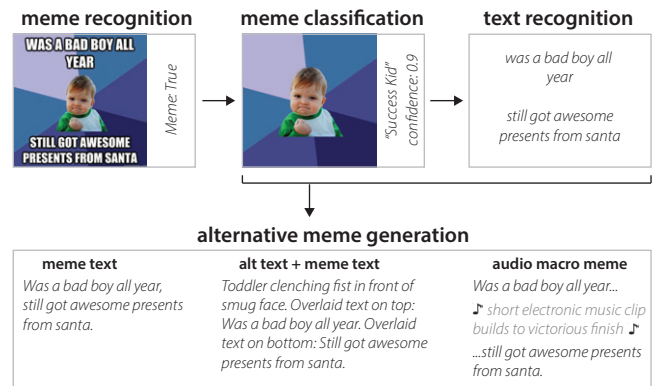 meme recognition
WAS A BAD BOY ALL
YEAR
STILL GOT AWESOME
PRESENTS FROM SANTA
Meme: True
meme classification
"Success Kid"
confidence: 0.9
text recognition
was a bad boy all
year
still got awesome
presents from santa
alternative meme generation
meme text
Was a bad boy all year,
still got awesome presents
from santa.
alt text + meme text
Toddler clenching fist in front of
smug face. Overlaid text on top:
Was a bad boy all year. Overlaid
text on bottom: Still got awesome
presents from santa.
audio macro meme
Was a bad boy all year...
♪ short electronic music clip
builds to victorious finish ♪
...still got awesome presents
from santa.